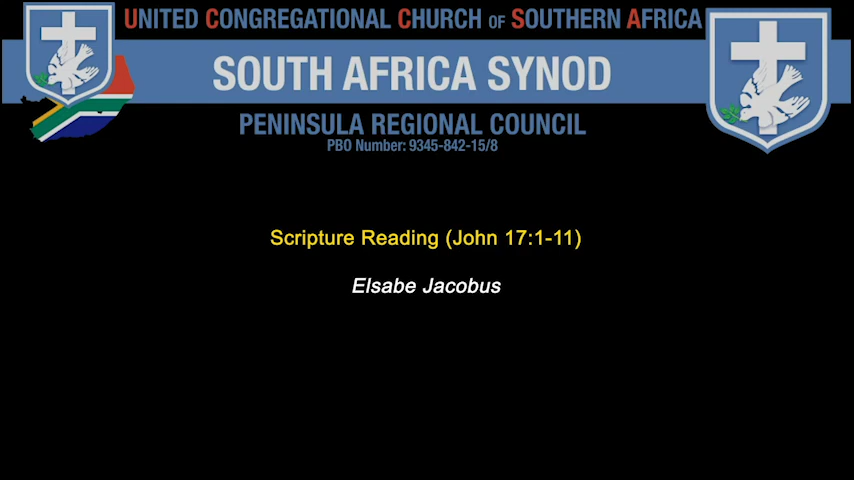 UNITED CONGREGATIONAL CHURCH OF SOUTHERN AFRICA
SOUTH AFRICA SYNOD
PENINSULA REGIONAL COUNCIL
PBO Number: 9345-842-15/8
Scripture Reading (John 17:1-11)
Elsabe Jacobus